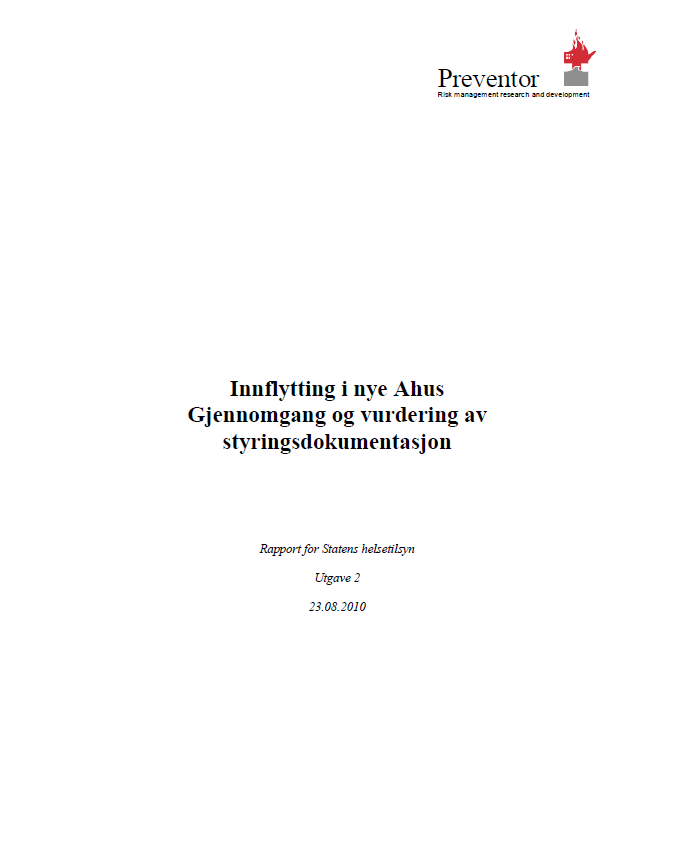 Preventor
Risk management research and development
Innflytting i nye Ahus
Gjennomgang og vurdering av
styringsdokumentasjon
Rapport for Statens helsetilsyn
Utgave 2
23.08.2010